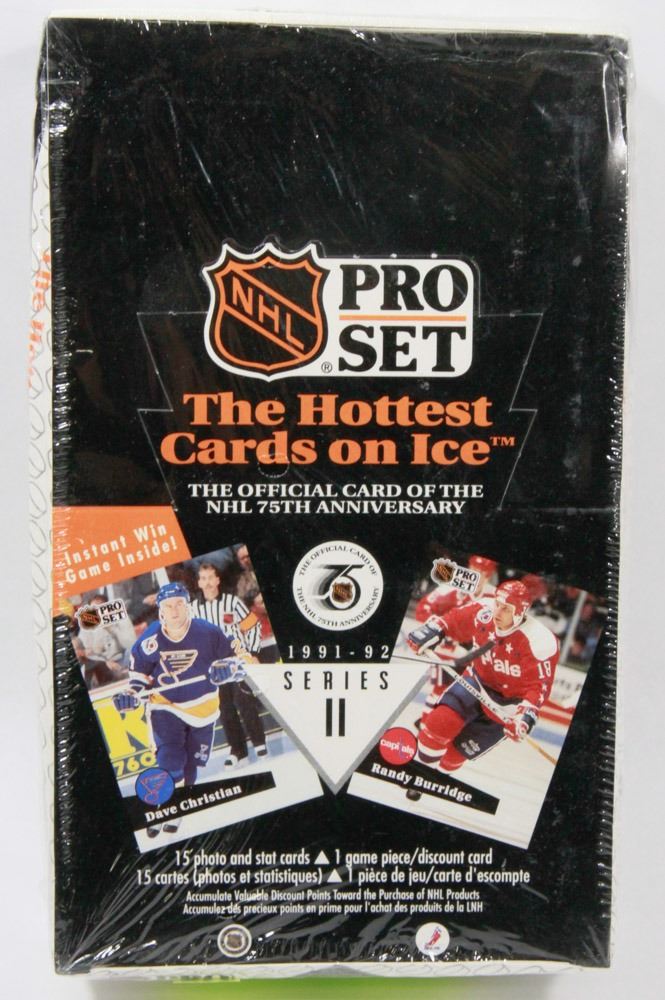 NHL
PRO
SET
The Hottest
Cards on Ice™
THE OFFICIAL CARD OF THE
NHL 75TH ANNIVERSARY
Instant Win
Game Inside!
THE OFFICIAL CARD OF
75
THE NHL 75TH ANNIVERSARY
1991-92
SERIES
II
PRO
SET
760
Dave Christian
PRO
SET
18
capitals
Randy Burridge
15 photo and stat cards ▲ 1 game piece/discount card
15 cartes (photos et statistiques) ▲ 1 pièce de jeu/carte d'escompte
Accumulate Valuable Discount Points Toward the Purchase of NHL Products
Accumulez des precieux points en prime pour l'achat des produits de la LNH